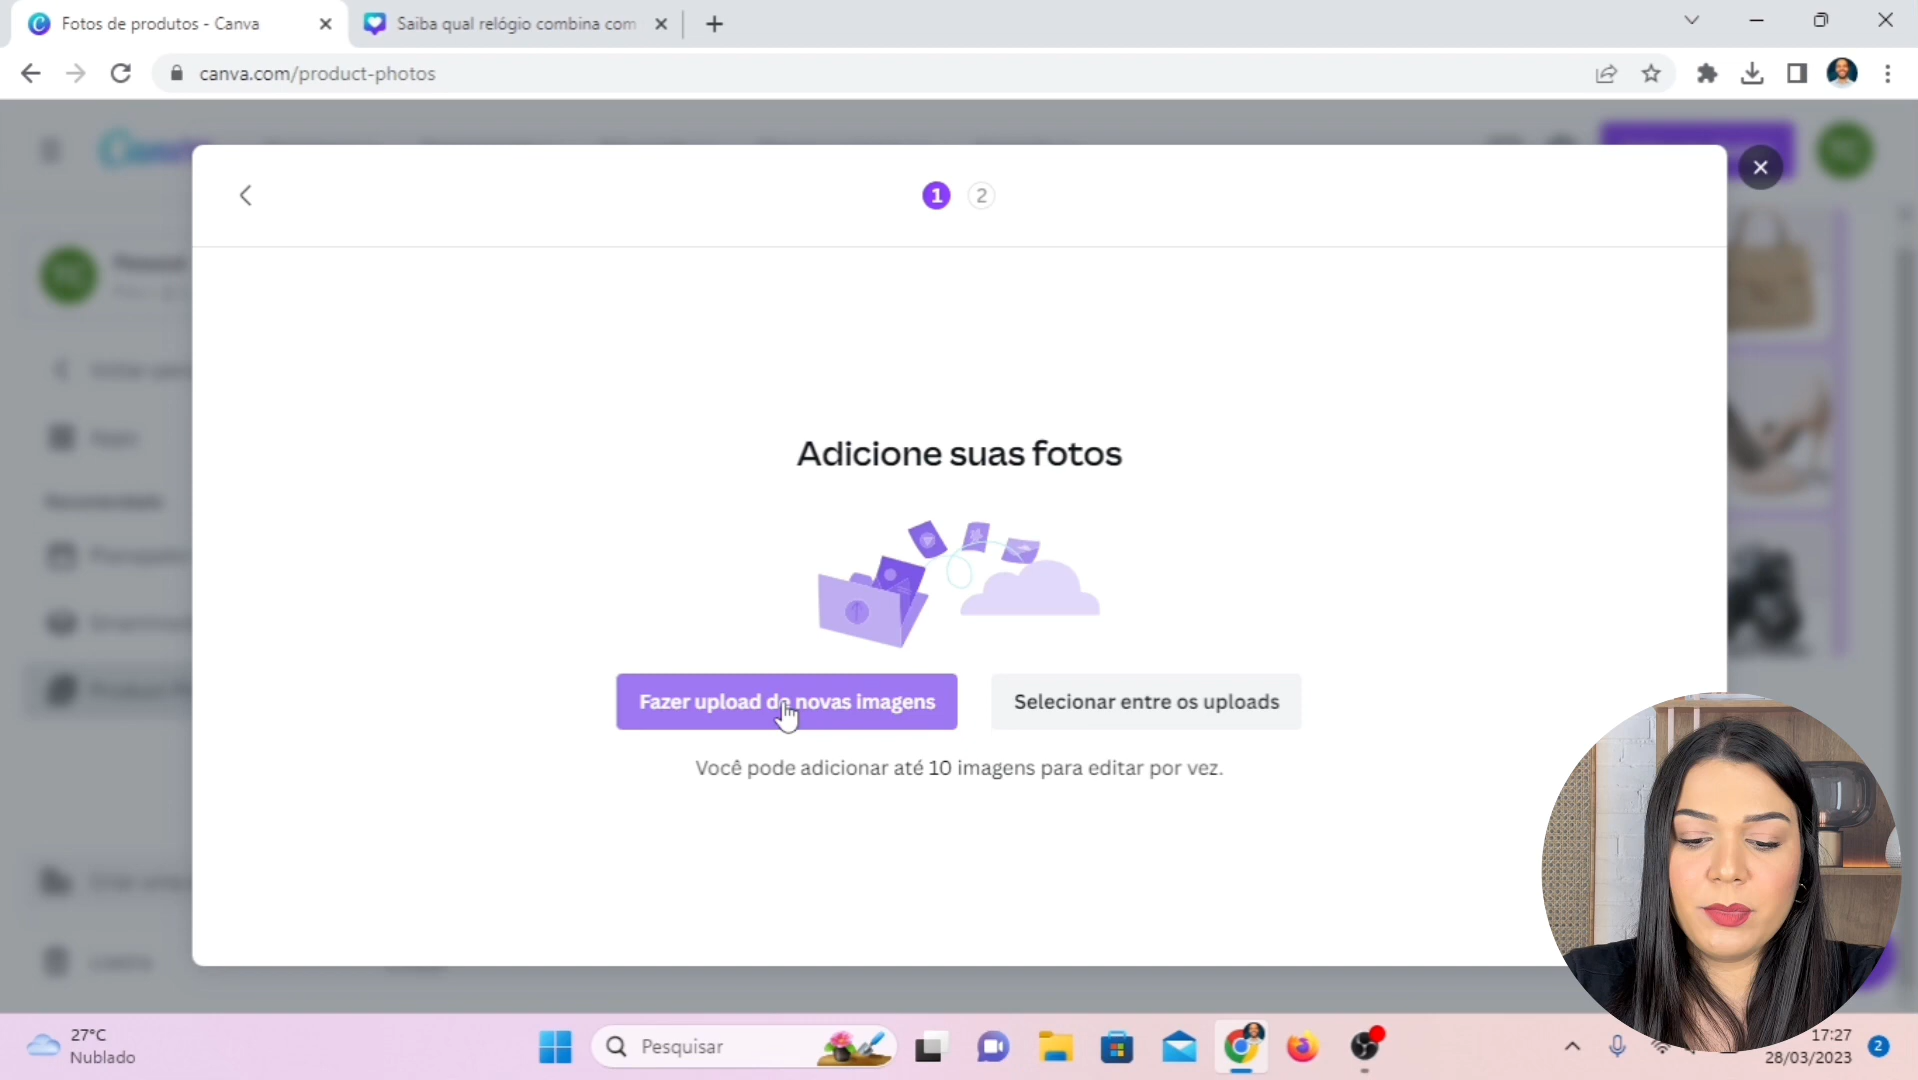 Fotos de produtos - Canva
Saiba qual relógio combina com
canva.com/product-photos
1 2
Adicione suas fotos
Fazer upload de novas imagens
Selecionar entre os uploads
Você pode adicionar até 10 imagens para editar por vez.
27°C
Nublado
Pesquisar
17:27
28/03/2023
2